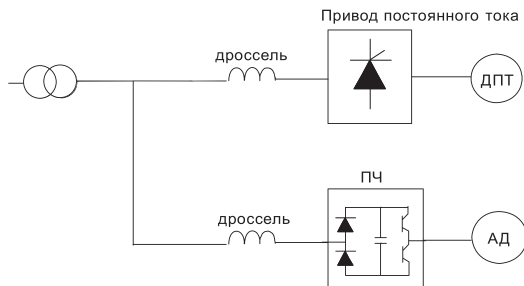 Привод постоянного тока
дроссель
ДПТ
ПЧ
дроссель
АД